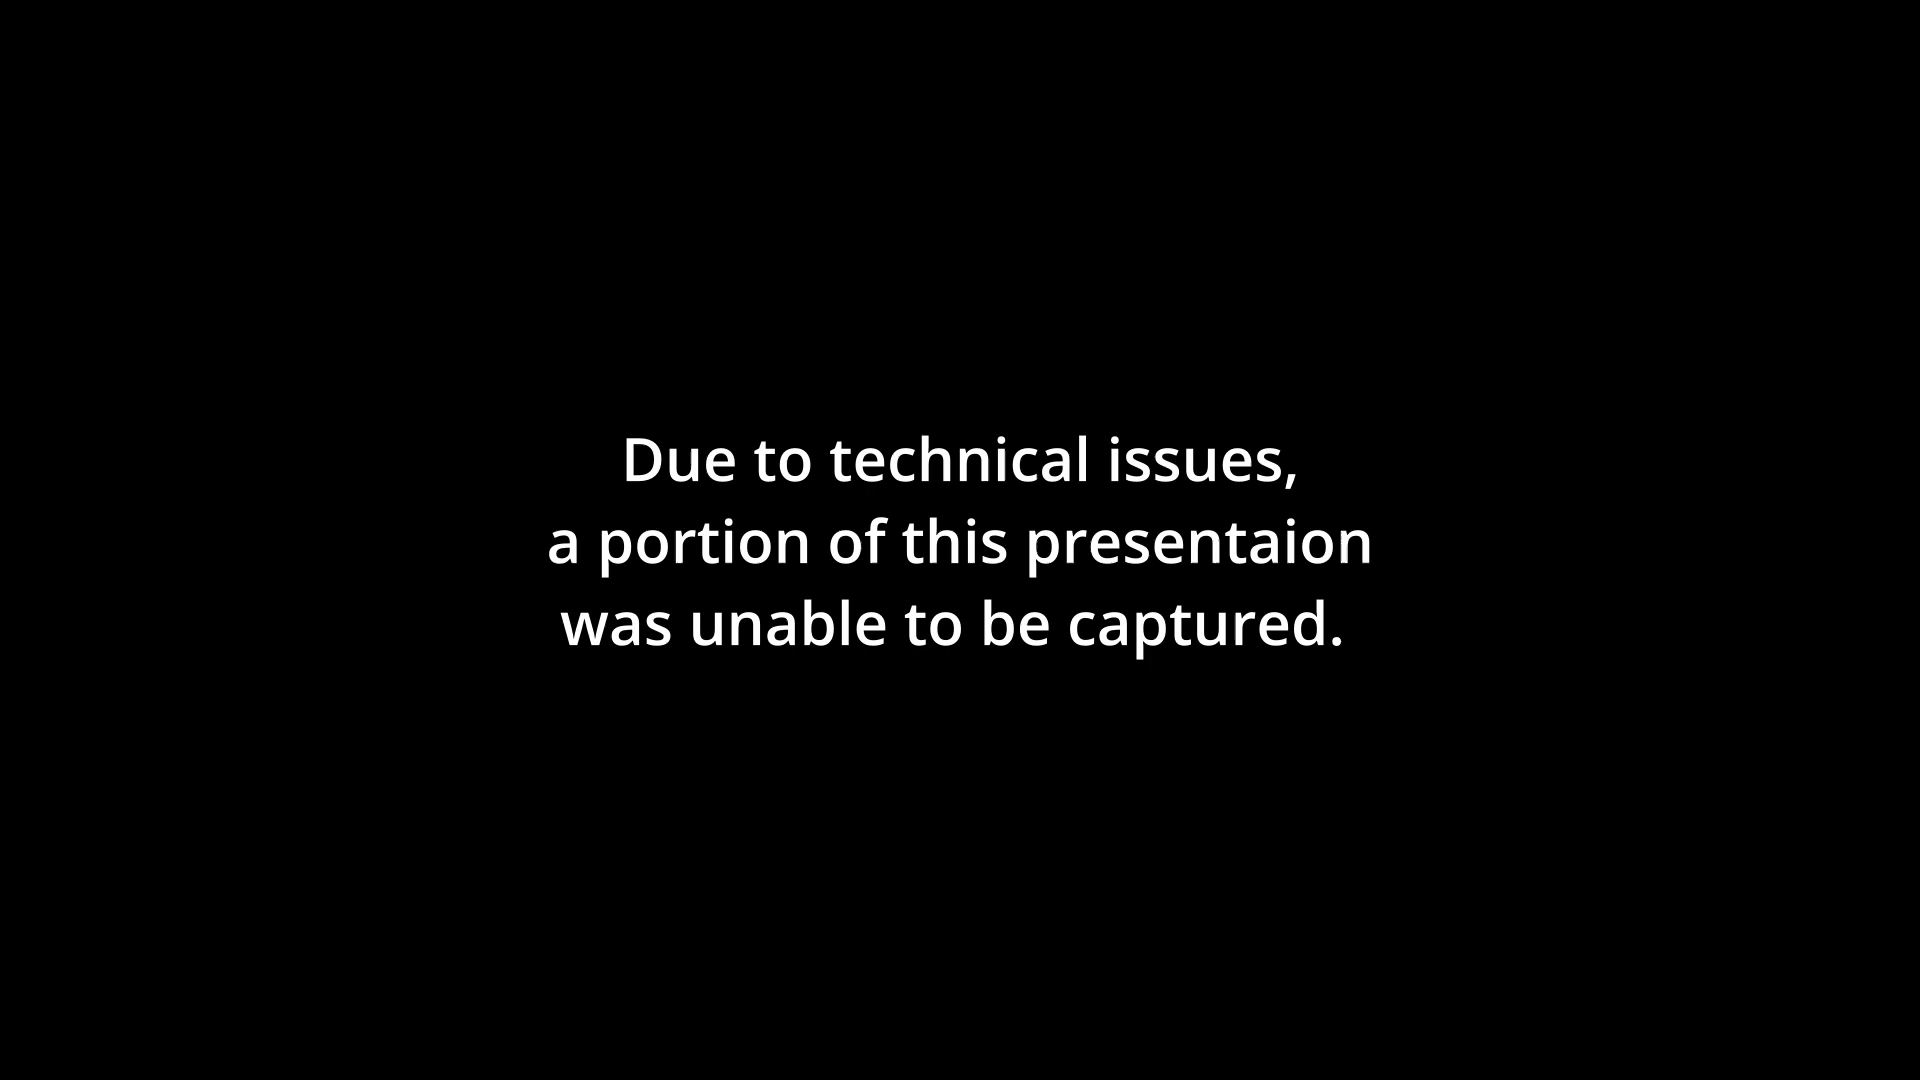 Due to technical issues,
a portion of this presentaion
was unable to be captured.